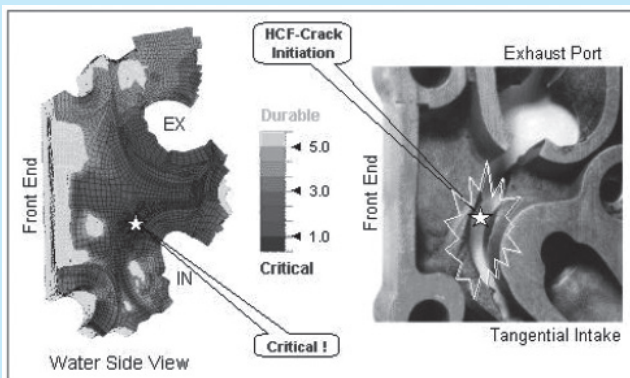 HCF-Crack
Initiation
Exhaust Port
EX
Durable
5.0
3.0
1.0
Critical
Front End
Front End
IN
Critical !
Water Side View
Tangential Intake